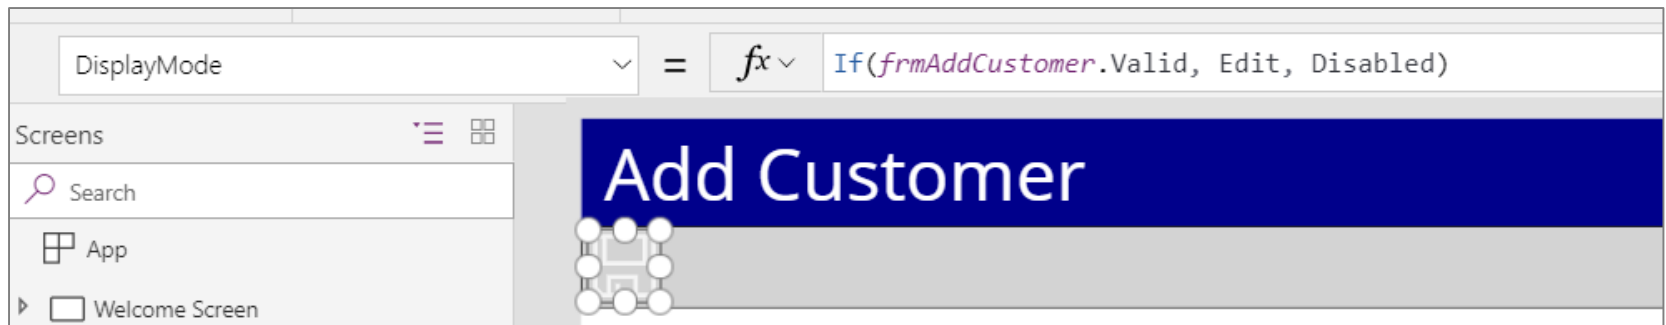 DisplayMode = fx If(frmAddCustomer.Valid, Edit, Disabled)
Screens
Search
App
Welcome Screen
Add Customer